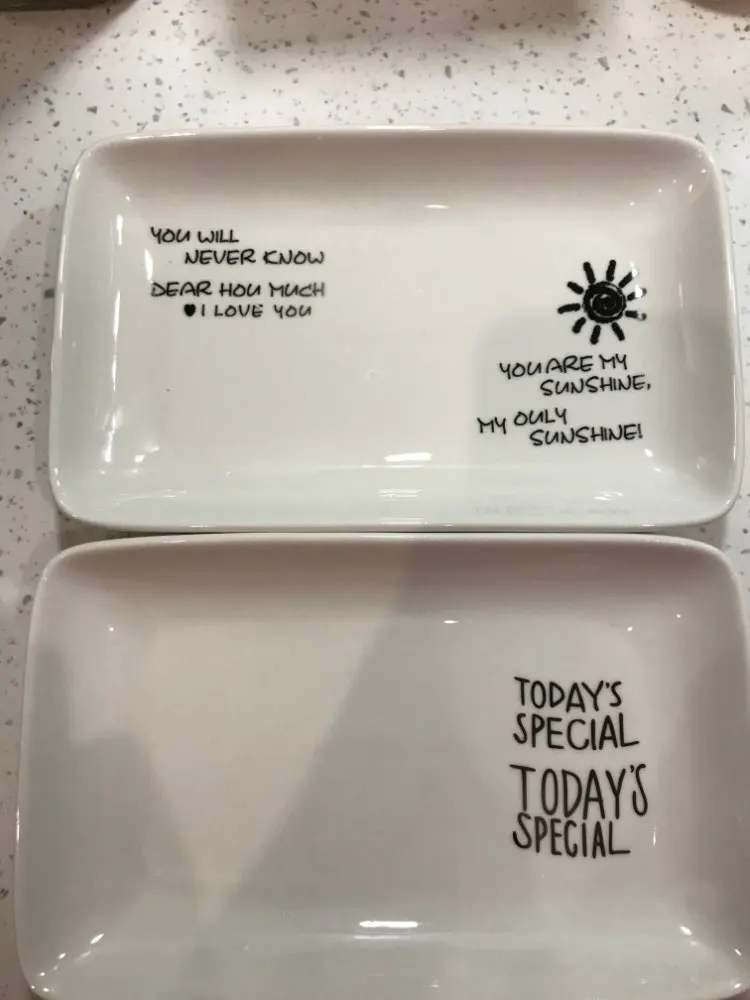 YOU WILL
NEVER KNOW
DEAR HOU MUCH
I LOVE YOU
YOU ARE MY
SUNSHINE,
MY OULY
SUNSHINE!
TODAY'S
SPECIAL
TODAY'S
SPECIAL